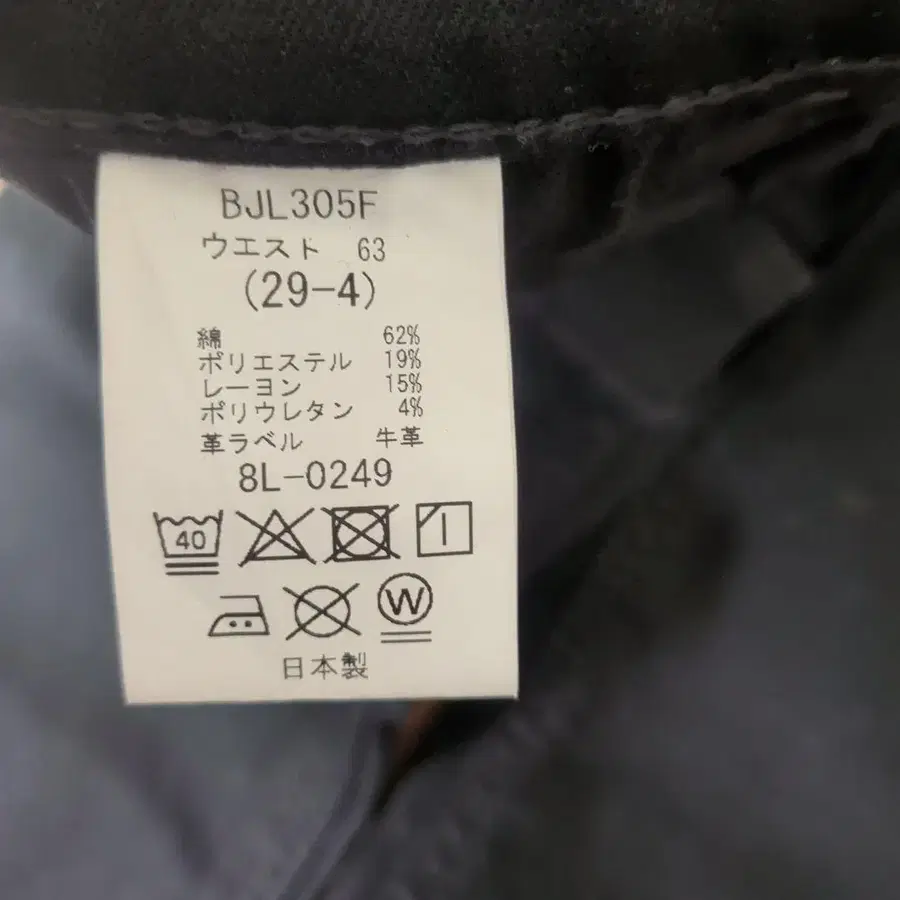 BJL305F
ウエスト 63
(29-4)
綿 62%
ポリエステル 19%
レーヨン 15%
ポリウレタン 4%
革ラベル 牛革
8L-0249
40
W
日本製